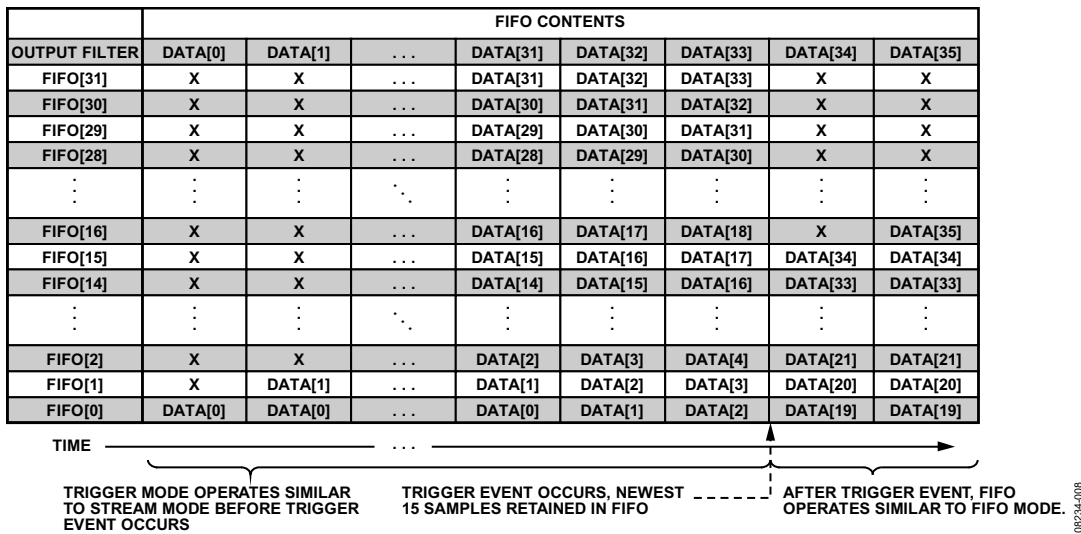 FIFO CONTENTS
OUTPUT FILTER DATA[0] DATA[1] . . . DATA[31] DATA[32] DATA[33] DATA[34] DATA[35]
FIFO[31] X X . . . DATA[31] DATA[32] DATA[33] X X
FIFO[30] X X . . . DATA[30] DATA[31] DATA[32] X X
FIFO[29] X X . . . DATA[29] DATA[30] DATA[31] X X
FIFO[28] X X . . . DATA[28] DATA[29] DATA[30] X X
FIFO[16] X X . . . DATA[16] DATA[17] DATA[18] X DATA[35]
FIFO[15] X X . . . DATA[15] DATA[16] DATA[17] DATA[34] DATA[34]
FIFO[14] X X . . . DATA[14] DATA[15] DATA[16] DATA[33] DATA[33]
FIFO[2] X X . . . DATA[2] DATA[3] DATA[4] DATA[21] DATA[21]
FIFO[1] X DATA[1] . . . DATA[1] DATA[2] DATA[3] DATA[20] DATA[20]
FIFO[0] DATA[0] DATA[0] . . . DATA[0] DATA[1] DATA[2] DATA[19] DATA[19]
TIME . . .
TRIGGER MODE OPERATES SIMILAR
TO STREAM MODE BEFORE TRIGGER
EVENT OCCURS
TRIGGER EVENT OCCURS, NEWEST
15 SAMPLES RETAINED IN FIFO
AFTER TRIGGER EVENT, FIFO
OPERATES SIMILAR TO FIFO MODE.
08234-008